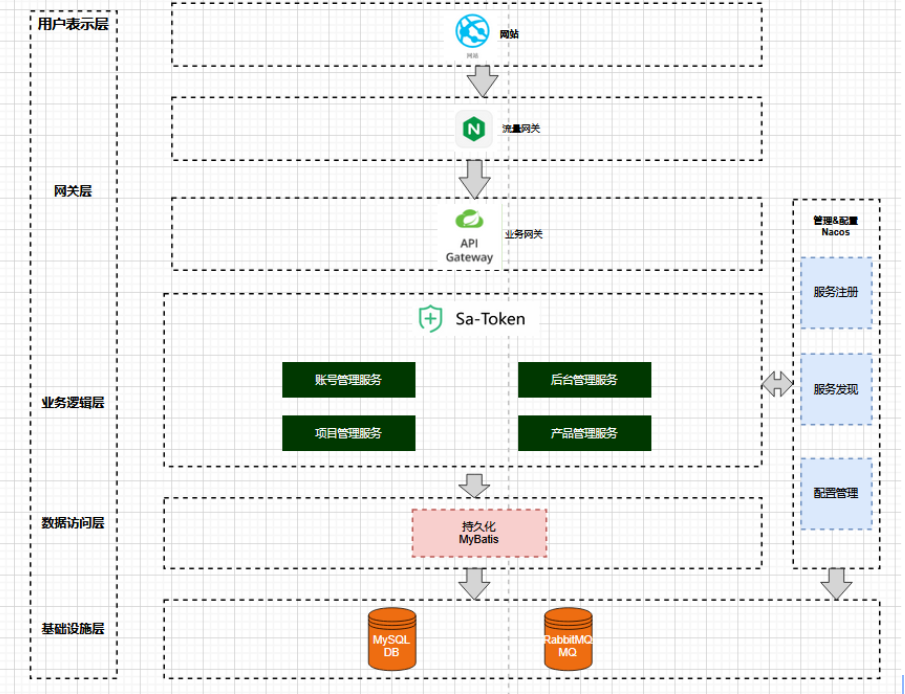 用户表示层
网站
网站
流量网关
网关层
API
Gateway
业务网关
管理&配置
Nacos
服务注册
Sa-Token
账号管理服务
后台管理服务
服务发现
业务逻辑层
项目管理服务
产品管理服务
配置管理
数据访问层
持久化
MyBatis
基础设施层
MySQL
DB
RabbitMQ
MQ